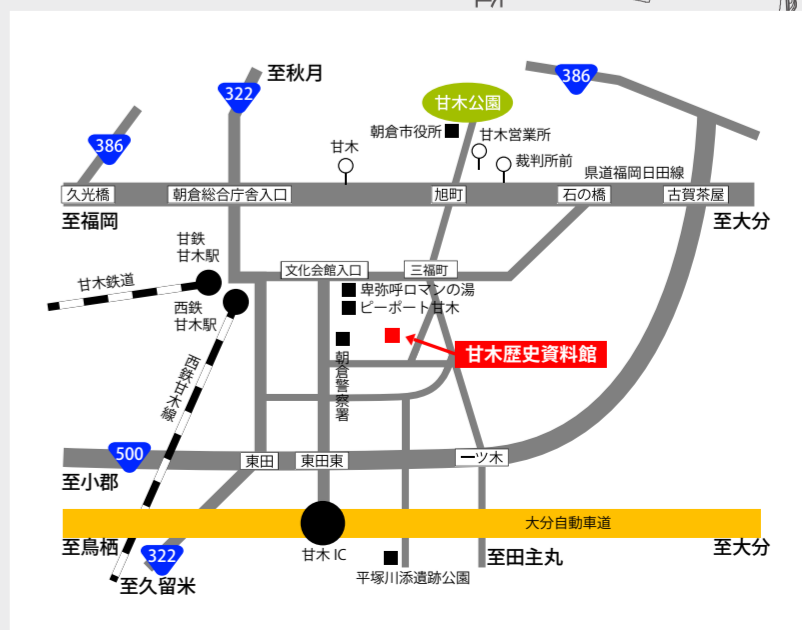 至秋月
322
386
甘木公園
386
朝倉市役所
甘木営業所
甘木
裁判所前
県道福岡日田線
久光橋
朝倉総合庁舎入口
旭町
石の橋
古賀茶屋
至福岡
至大分
甘鉄
甘木駅
文化会館入口
三福町
甘木鉄道
卑弥呼ロマンの湯
ピーポート甘木
西鉄
甘木駅
甘木歴史資料館
朝倉警察署
西鉄甘木線
500
東田
東田東
一ツ木
至小郡
大分自動車道
至鳥栖
至大分
322
甘木 IC
至田主丸
至久留米
平塚川添遺跡公園